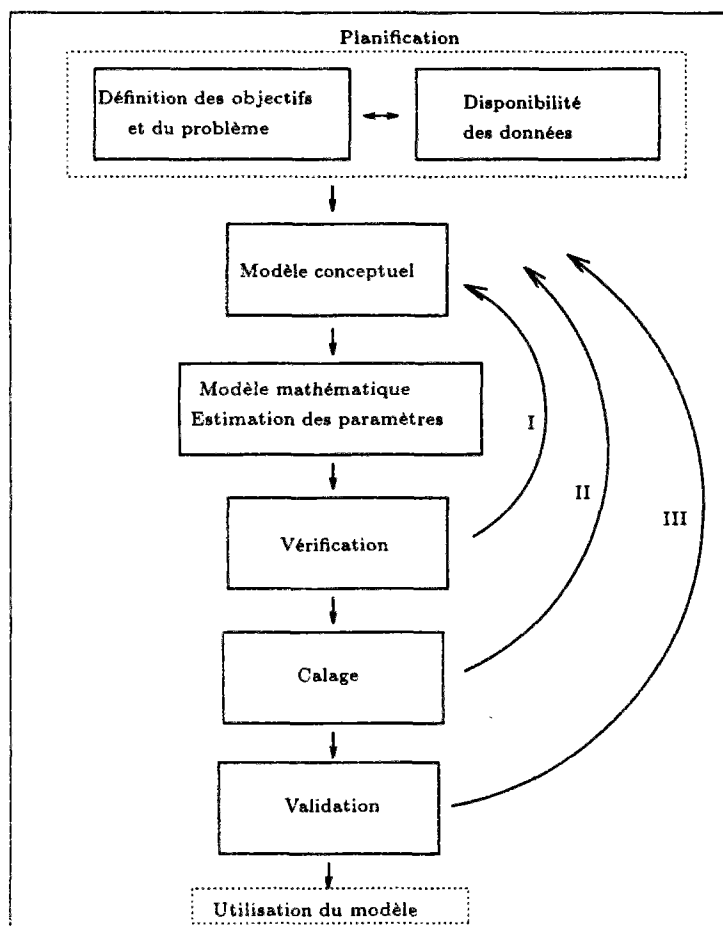 Planification
Définition des objectifs
et du problème
Disponibilité
des données
Modèle conceptuel
Modèle mathématique
Estimation des paramètres
I
II
III
Vérification
Calage
Validation
Utilisation du modèle